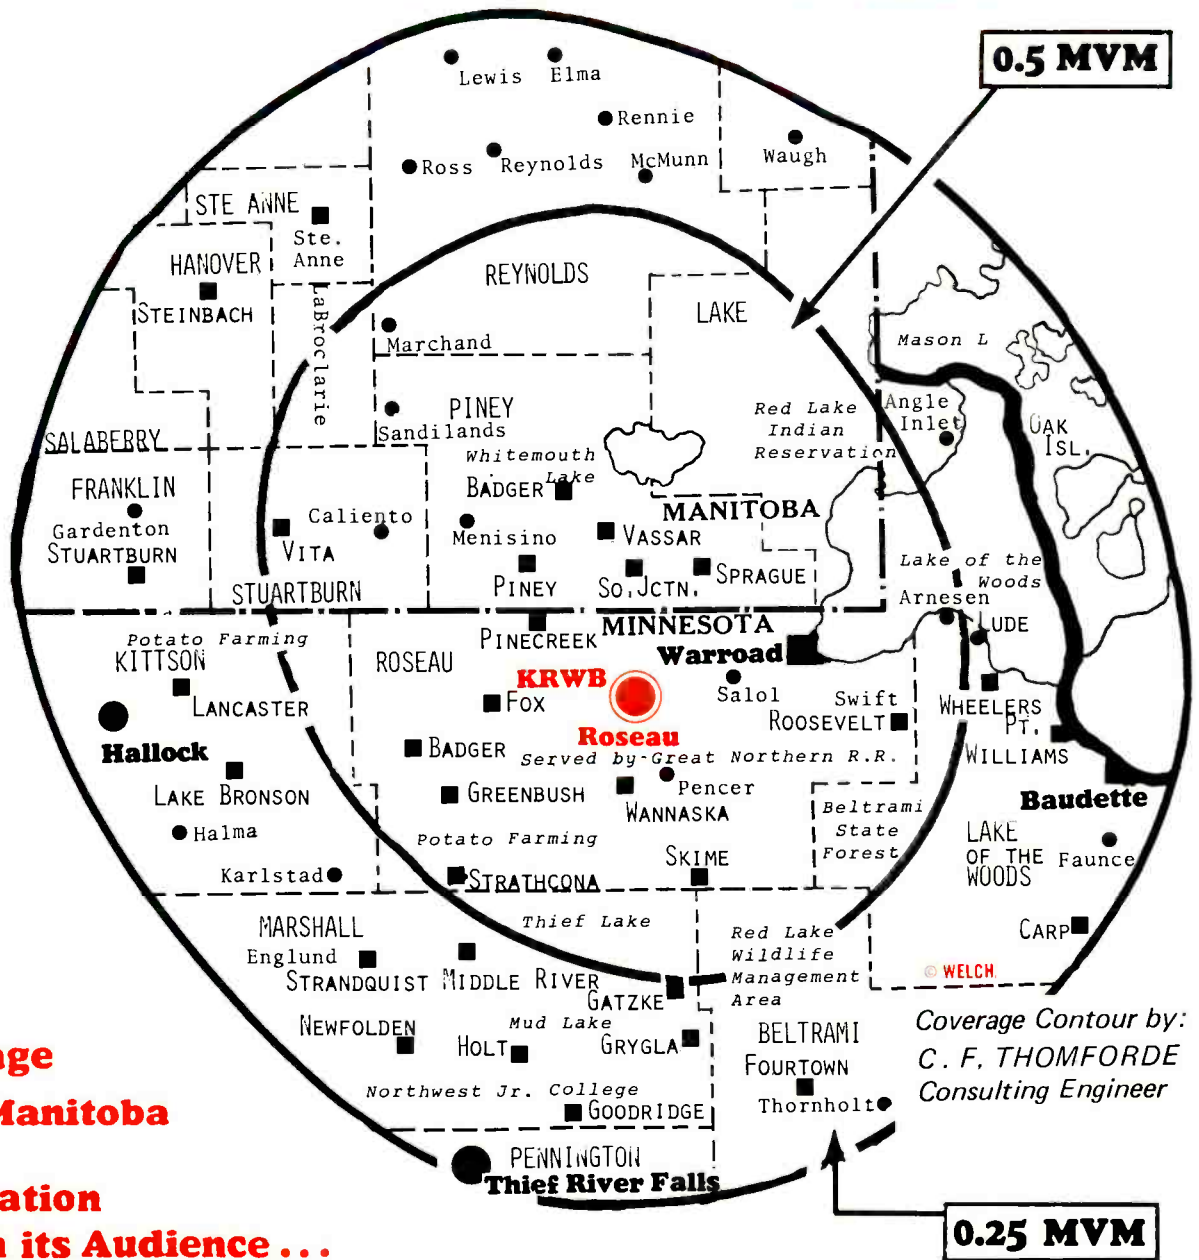 0.5 MVM
Lewis
Elma
Rennie
Ross
Reynolds
McMunn
Waugh
STE ANNE
Ste.
Anne
HANOVER
STEINBACH
LaBroclarie
REYNOLDS
LAKE
Marchand
Mason L
PINEY
Sandilands
Red Lake
Indian
Reservation
Angle
Inlet
OAK
ISL.
SALABERRY
Whitemouth
Lake
BADGER
FRANKLIN
Gardenton
STUARTBURN
Caliento
VITA
Menisino
MANITOBA
VASSAR
PINEY
SO. JCTN.
SPRAGUE
Lake of the
Woods
STUARTBURN
Arnesen
LUDE
Potato Farming
KITTSON
LANCASTER
ROSEAU
PINECREEK
MINNESOTA
Warroad
KRWB
Salol
FOX
Roseau
Swift
ROOSEVELT
WHEELERS
PT.
WILLIAMS
Hallock
BADGER
Served by Great Northern R.R.
LAKE BRONSON
GREENBUSH
Pencer
WANNASKA
Baudette
Halma
Potato Farming
Beltrami
State
Forest
LAKE
OF THE
WOODS
Faunce
Karlstad
STRATHCONA
SKIME
MARSHALL
Thief Lake
Red Lake
Wildlife
Management
Area
CARP
Englund
STRANDQUIST
MIDDLE RIVER
GATZKE
© WELCH
NEWFOLDEN
Mud Lake
HOLT
GRYGLA
BELTRAMI
FOURTOWN
Thornholt
Coverage Contour by:
C. F. THOMFORDE
Consulting Engineer
Northwest Jr. College
GOODRIDGE
PENNINGTON
Thief River Falls
0.25 MVM
age
Manitoba
ation
its Audience ...